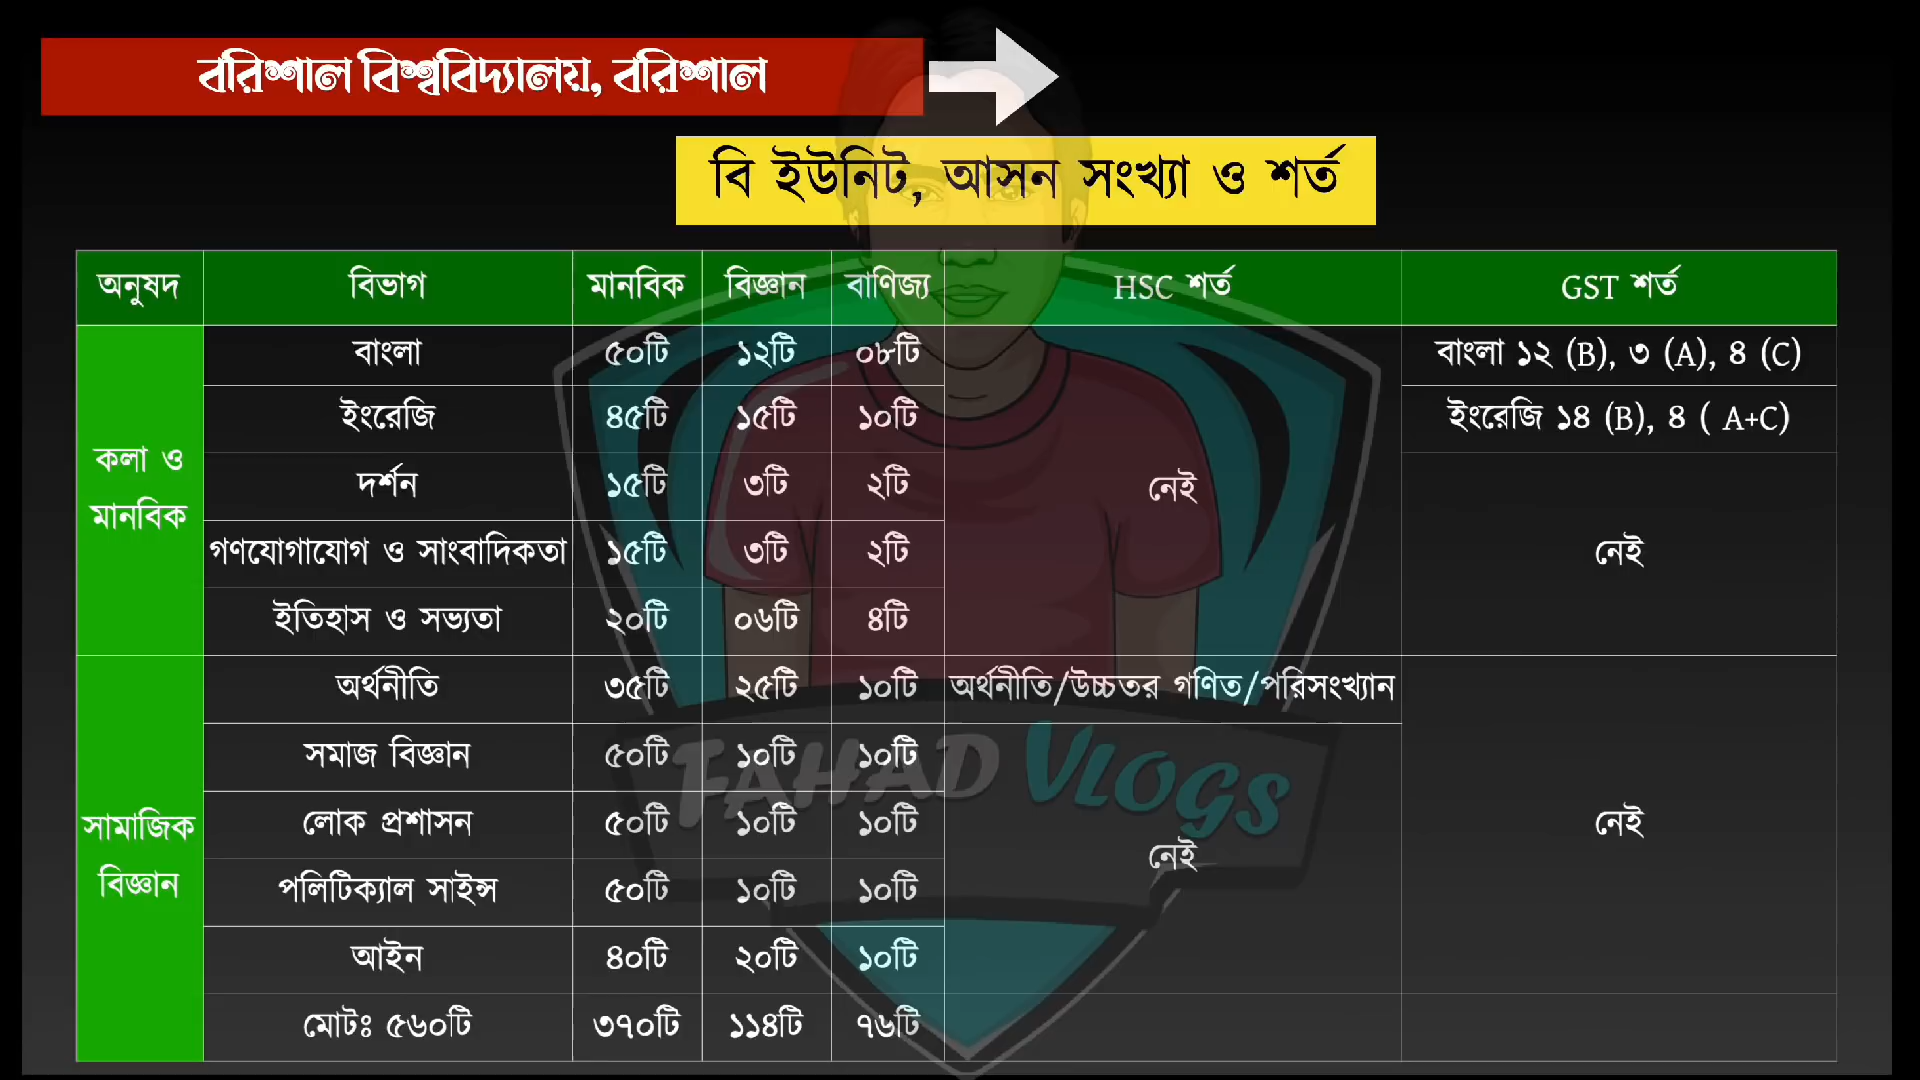 বরিশাল বিশ্ববিদ্যালয়, বরিশাল
বি ইউনিট, আসন সংখ্যা ও শর্ত
অনুষদ বিভাগ মানবিক বিজ্ঞান বাণিজ্য HSC শর্ত GST শর্ত
কলা ও
মানবিক
বাংলা ৫০টি ১২টি ০৮টি বাংলা ১২ (B), ৩ (A), ৪ (C)
ইংরেজি ৪৫টি ১৫টি ১০টি ইংরেজি ১৪ (B), ৪ ( A+C)
দর্শন ১৫টি ৩টি ২টি নেই
গণযোগাযোগ ও সাংবাদিকতা ১৫টি ৩টি ২টি নেই
ইতিহাস ও সভ্যতা ২০টি ০৬টি ৪টি
সামাজিক
বিজ্ঞান
অর্থনীতি ৩৫টি ২৫টি ১০টি অর্থনীতি/উচ্চতর গণিত/পরিসংখ্যান
সমাজ বিজ্ঞান ৫০টি ১০টি ১০টি
লোক প্রশাসন ৫০টি ১০টি ১০টি নেই নেই
পলিটিক্যাল সাইন্স ৫০টি ১০টি ১০টি
আইন ৪০টি ২০টি ১০টি
মোটঃ ৫৬০টি ৩৭০টি ১১৪টি ৭৬টি
FAHAD VLOGS